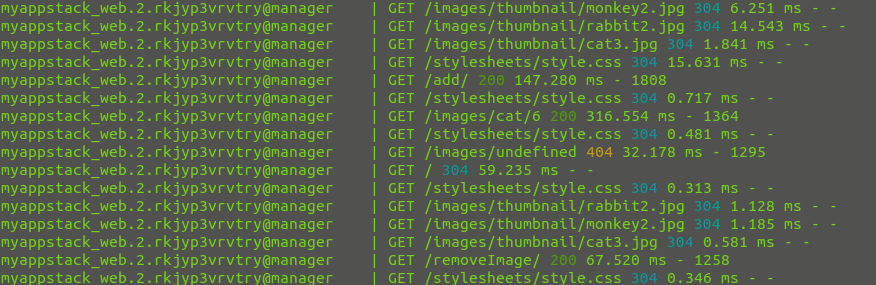 myappstack_web.2.rkjyp3vrvtry@manager | GET /images/thumbnail/monkey2.jpg 304 6.251 ms - -
myappstack_web.2.rkjyp3vrvtry@manager | GET /images/thumbnail/rabbit2.jpg 304 14.543 ms - -
myappstack_web.2.rkjyp3vrvtry@manager | GET /images/thumbnail/cat3.jpg 304 1.841 ms - -
myappstack_web.2.rkjyp3vrvtry@manager | GET /stylesheets/style.css 304 15.631 ms - -
myappstack_web.2.rkjyp3vrvtry@manager | GET /add/ 200 147.280 ms - 1808
myappstack_web.2.rkjyp3vrvtry@manager | GET /stylesheets/style.css 304 0.717 ms - -
myappstack_web.2.rkjyp3vrvtry@manager | GET /images/cat/6 200 316.554 ms - 1364
myappstack_web.2.rkjyp3vrvtry@manager | GET /stylesheets/style.css 304 0.481 ms - -
myappstack_web.2.rkjyp3vrvtry@manager | GET /images/undefined 404 32.178 ms - 1295
myappstack_web.2.rkjyp3vrvtry@manager | GET / 304 59.235 ms - -
myappstack_web.2.rkjyp3vrvtry@manager | GET /stylesheets/style.css 304 0.313 ms - -
myappstack_web.2.rkjyp3vrvtry@manager | GET /images/thumbnail/rabbit2.jpg 304 1.128 ms - -
myappstack_web.2.rkjyp3vrvtry@manager | GET /images/thumbnail/monkey2.jpg 304 1.185 ms - -
myappstack_web.2.rkjyp3vrvtry@manager | GET /images/thumbnail/cat3.jpg 304 0.581 ms - -
myappstack_web.2.rkjyp3vrvtry@manager | GET /removeImage/ 200 67.520 ms - 1258
myappstack_web.2.rkjyp3vrvtry@manager | GET /stylesheets/style.css 304 0.346 ms - -